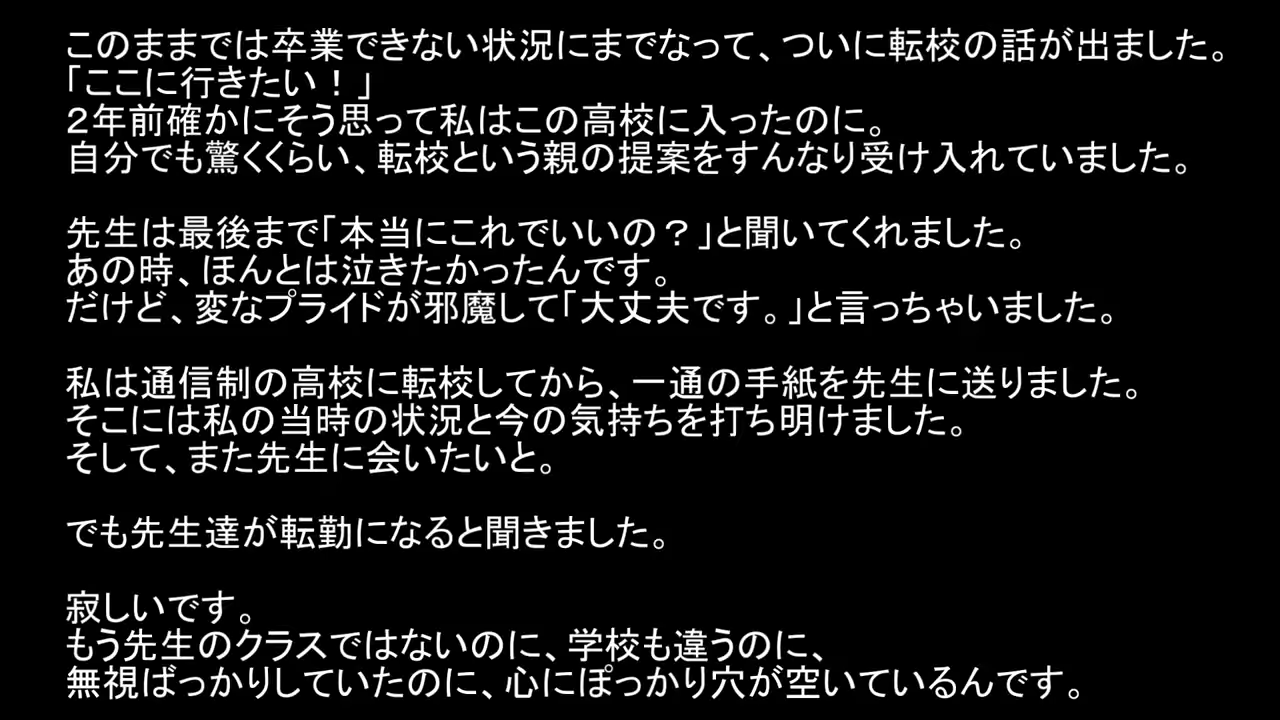 このままでは卒業できない状況にまでなって、ついに転校の話が出ました。
「ここに行きたい！」
２年前確かにそう思って私はこの高校に入ったのに。
自分でも驚くくらい、転校という親の提案をすんなり受け入れていました。
先生は最後まで「本当にこれでいいの？」と聞いてくれました。
あの時、ほんとは泣きたかったんです。
だけど、変なプライドが邪魔して「大丈夫です。」と言っちゃいました。
私は通信制の高校に転校してから、一通の手紙を先生に送りました。
そこには私の当時の状況と今の気持ちを打ち明けました。
そして、また先生に会いたいと。
でも先生達が転勤になると聞きました。
寂しいです。
もう先生のクラスではないのに、学校も違うのに、
無視ばっかりしていたのに、心にぽっかり穴が空いているんです。